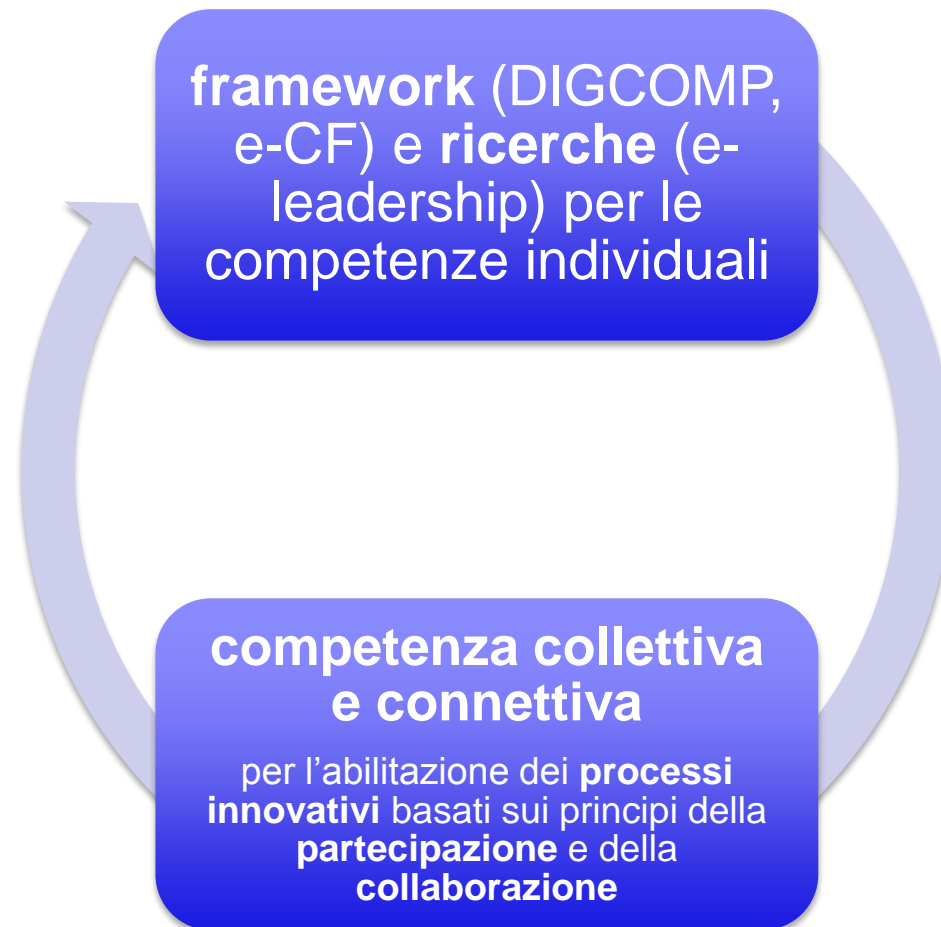 framework (DIGCOMP,
e-CF) e ricerche (e-
leadership) per le
competenze individuali
competenza collettiva
e connettiva
per l’abilitazione dei processi
innovativi basati sui principi della
partecipazione e della
collaborazione